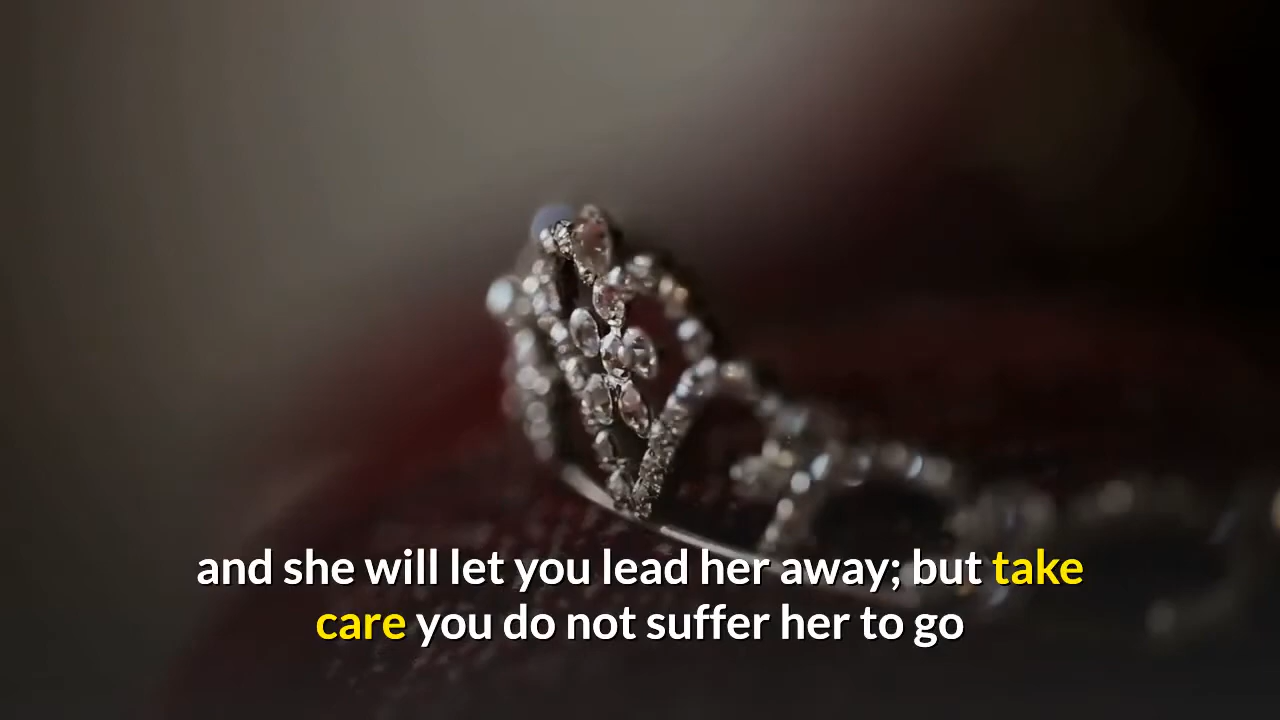 and she will let you lead her away; but take
care you do not suffer her to go